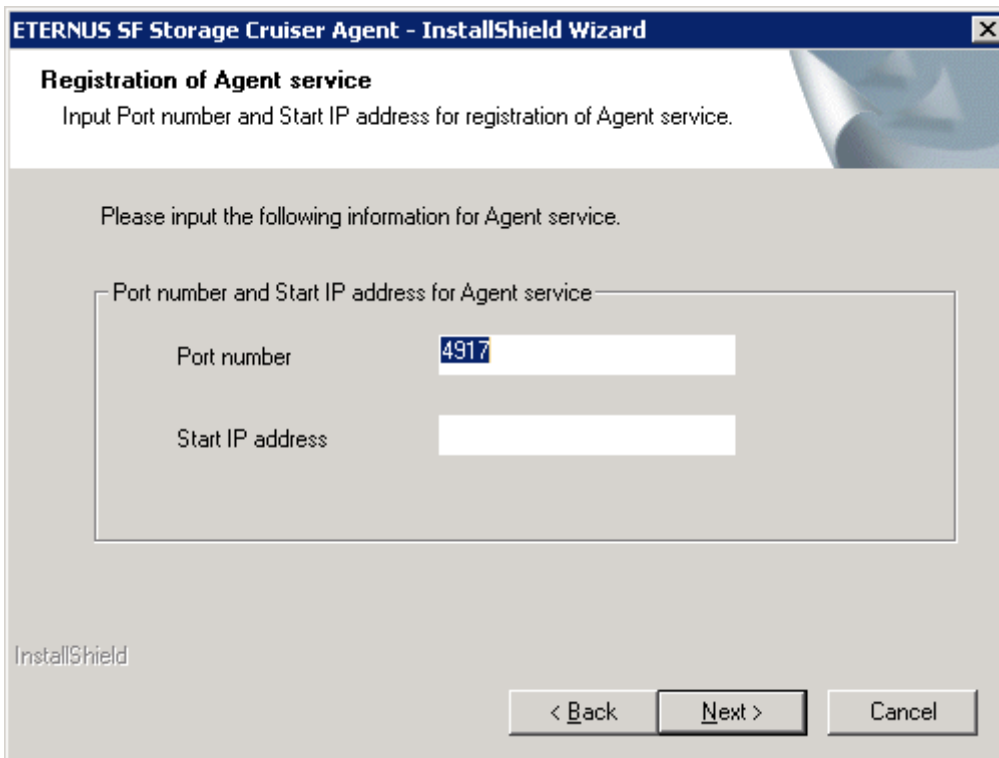 ETERNUS SF Storage Cruiser Agent - InstallShield Wizard
Registration of Agent service
Input Port number and Start IP address for registration of Agent service.
Please input the following information for Agent service.
Port number and Start IP address for Agent service
Port number
4917
Start IP address
InstallShield
< Back
Next >
Cancel